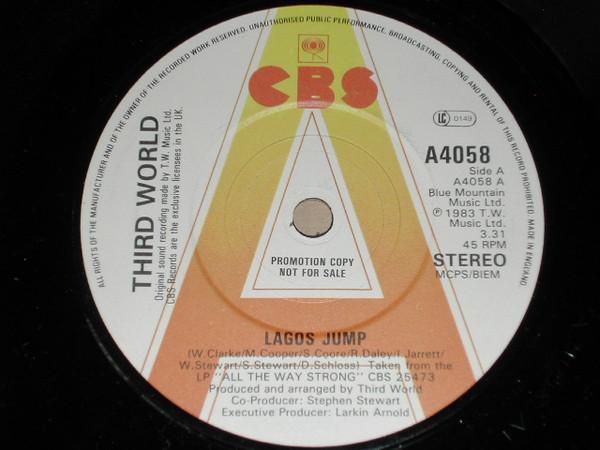 ALL RIGHTS OF THE MANUFACTURER AND OF THE OWNER OF THE RECORDED WORK RESERVED. UNAUTHORISED PUBLIC PERFORMANCE, BROADCASTING, COPYING AND RENTAL OF THIS RECORD PROHIBITED. MADE IN ENGLAND
CBS
THIRD WORLD
Original sound recording made by T.W. Music Ltd.
CBS Records are the exclusive licensees in the UK.
LC 0149
A4058
Side A
A4058 A
Blue Mountain
Music Ltd.
℗ 1983 T.W.
Music Ltd.
3.31
45 RPM
STEREO
MCPS/BIEM
PROMOTION COPY
NOT FOR SALE
LAGOS JUMP
(W.Clarke/M.Cooper/S.Coore/R.Daley/I.Jarrett/
W.Stewart/S.Stewart/D.Schloss) Taken from the
LP "ALL THE WAY STRONG" CBS 25473
Produced and arranged by Third World
Co-Producer: Stephen Stewart
Executive Producer: Larkin Arnold